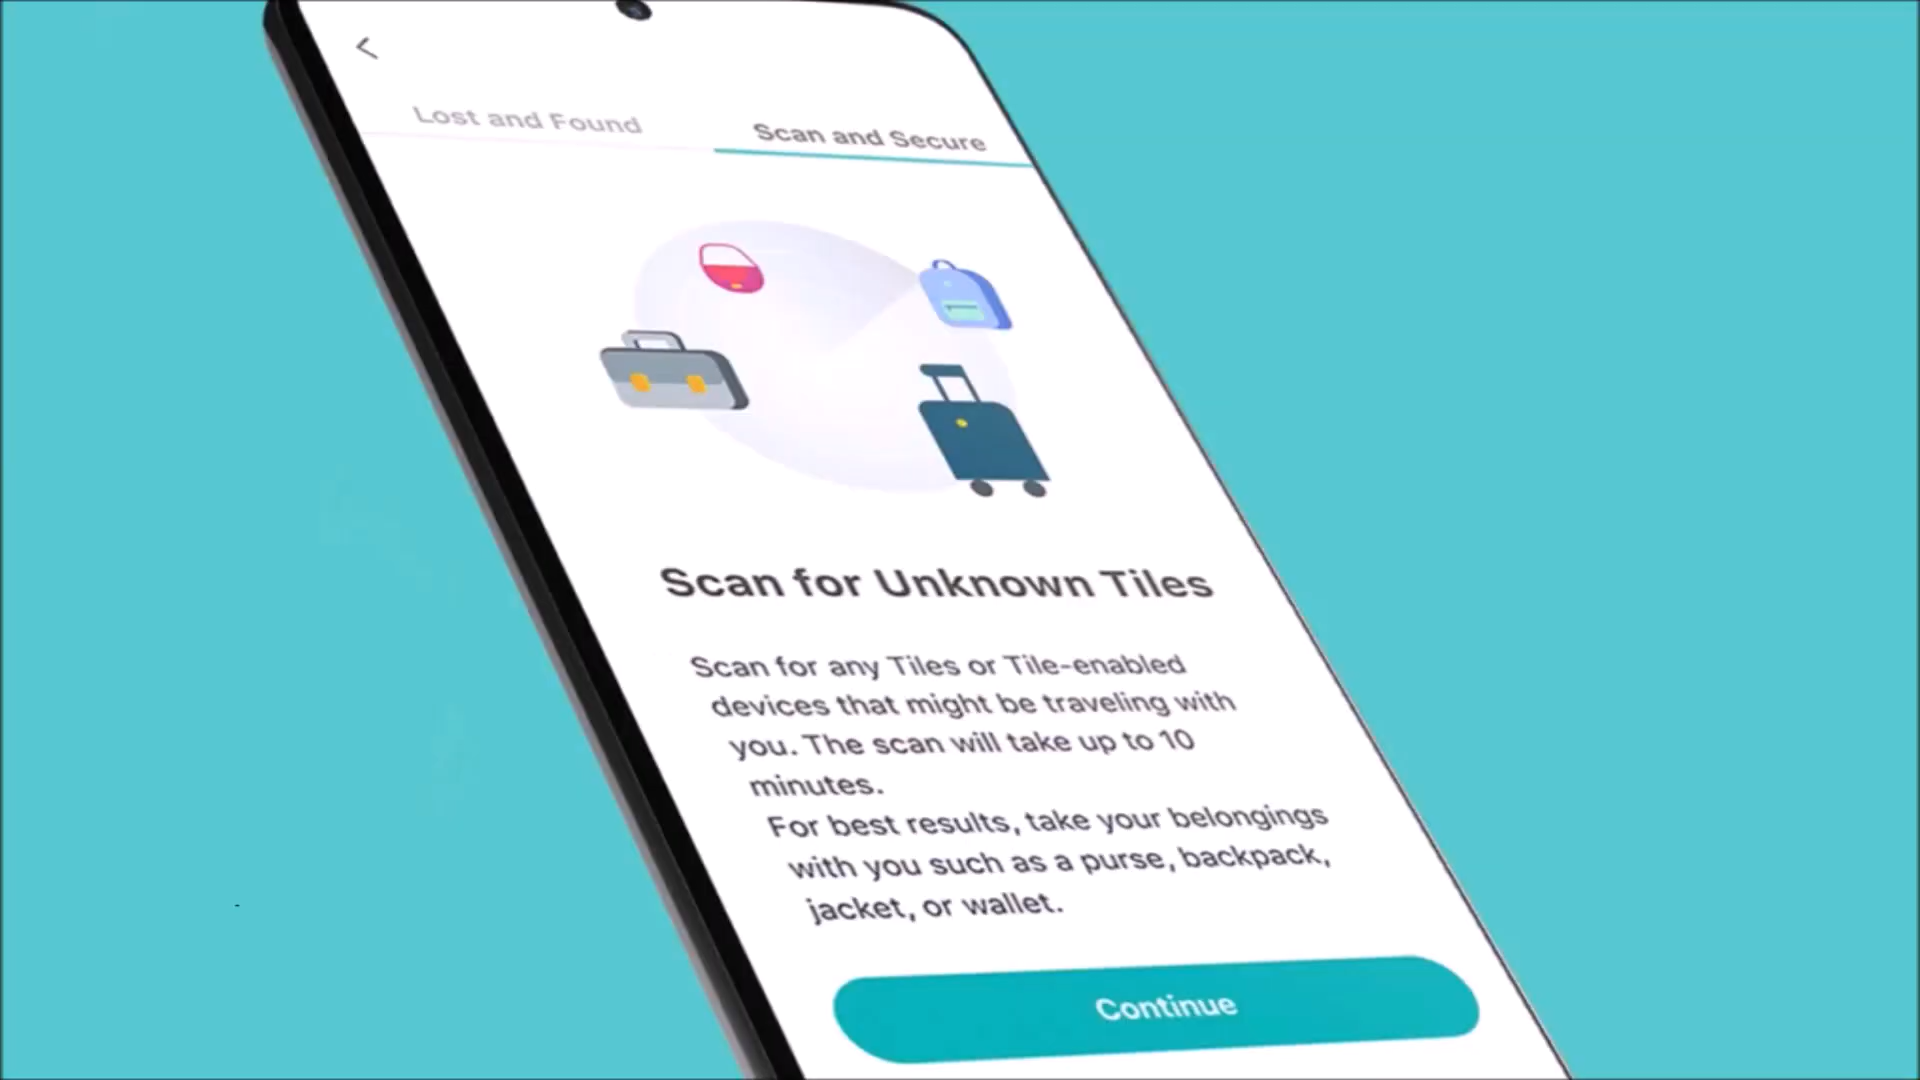 Lost and Found
Scan and Secure
Scan for Unknown Tiles
Scan for any Tiles or Tile-enabled
devices that might be traveling with
you. The scan will take up to 10
minutes.
For best results, take your belongings
with you such as a purse, backpack,
jacket, or wallet.
Continue